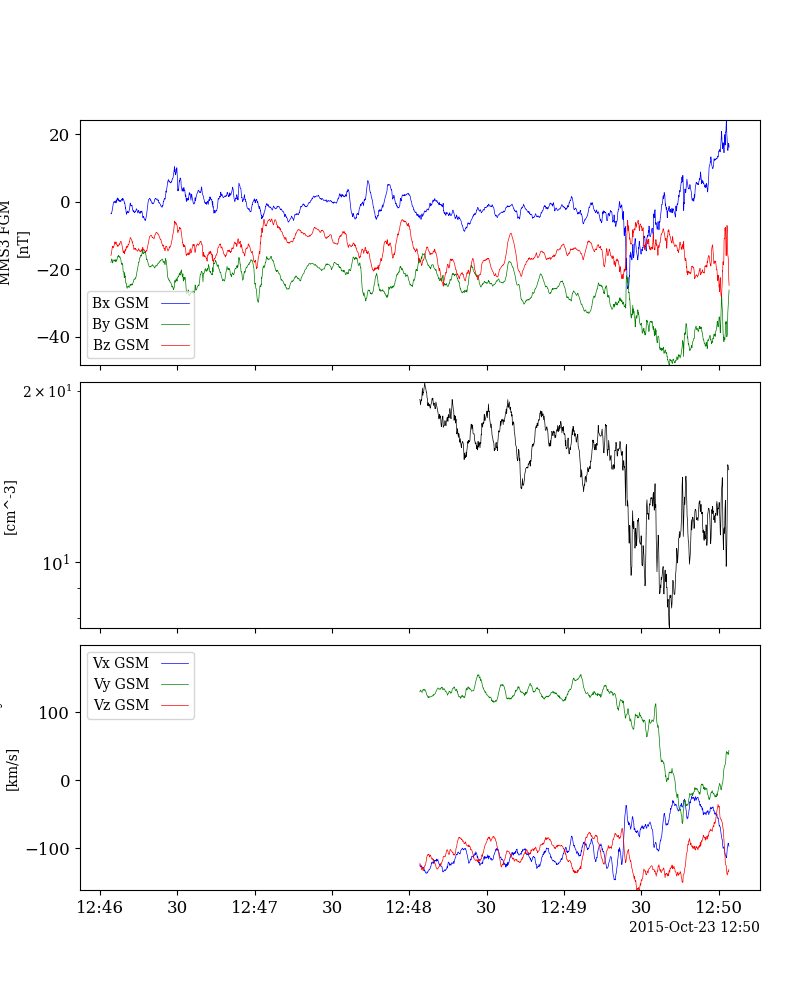 20
0
−20
−40
MMS3 FGM
[nT]
Bx GSM
By GSM
Bz GSM
2×10¹
10¹
[cm^-3]
Vx GSM
Vy GSM
Vz GSM
100
0
−100
[km/s]
12:46
30
12:47
30
12:48
30
12:49
30
12:50
2015-Oct-23 12:50